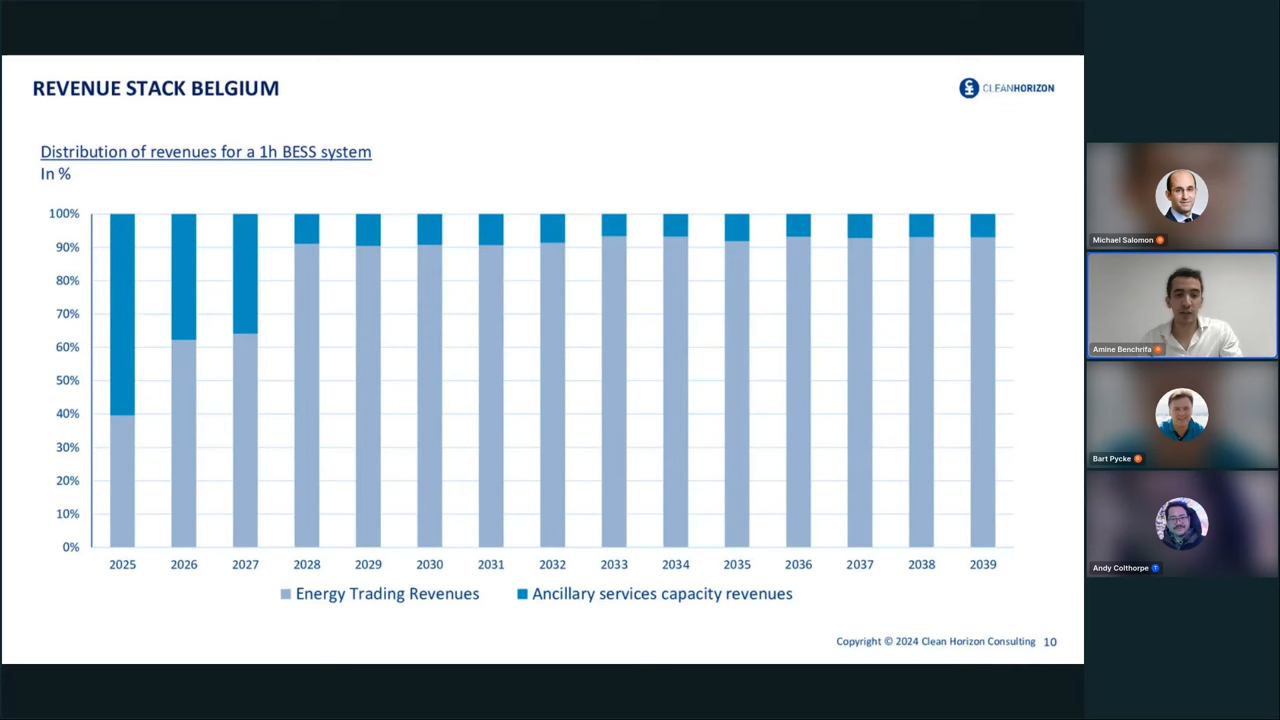 REVENUE STACK BELGIUM
CLEANHORIZON
Distribution of revenues for a 1h BESS system
In %
100%
90%
80%
70%
60%
50%
40%
30%
20%
10%
0%
2025 2026 2027 2028 2029 2030 2031 2032 2033 2034 2035 2036 2037 2038 2039
Energy Trading Revenues Ancillary services capacity revenues
Copyright © 2024 Clean Horizon Consulting 10
Michael Salomon
Amine Benchrifa
Bart Pycke
Andy Colthorpe